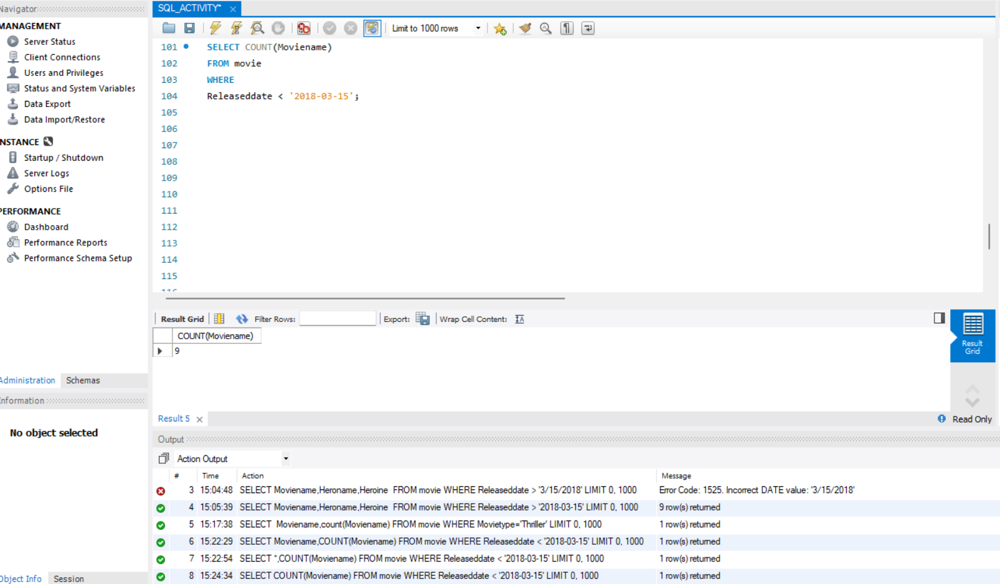 Navigator
MANAGEMENT
Server Status
Client Connections
Users and Privileges
Status and System Variables
Data Export
Data Import/Restore
INSTANCE
Startup / Shutdown
Server Logs
Options File
PERFORMANCE
Dashboard
Performance Reports
Performance Schema Setup
Administration Schemas
Information
No object selected
Object Info Session
SQL_ACTIVITY*
Limit to 1000 rows
101 SELECT COUNT(Moviename)
102 FROM movie
103 WHERE
104 Releaseddate < '2018-03-15';
105
106
107
108
109
110
111
112
113
114
115
116
Result Grid Filter Rows: Export: Wrap Cell Content:
COUNT(Moviename)
9
Result
Grid
Result 5 Read Only
Output
Action Output
# Time Action Message
3 15:04:48 SELECT Moviename,Heroname,Heroine FROM movie WHERE Releaseddate > '3/15/2018' LIMIT 0, 1000 Error Code: 1525. Incorrect DATE value: '3/15/2018'
4 15:05:39 SELECT Moviename,Heroname,Heroine FROM movie WHERE Releaseddate > '2018-03-15' LIMIT 0, 1000 9 row(s) returned
5 15:17:38 SELECT Moviename,count(Moviename) FROM movie WHERE Movietype='Thriller' LIMIT 0, 1000 1 row(s) returned
6 15:22:29 SELECT Moviename,COUNT(Moviename) FROM movie WHERE Releaseddate < '2018-03-15' LIMIT 0, 1000 1 row(s) returned
7 15:22:54 SELECT *,COUNT(Moviename) FROM movie WHERE Releaseddate < '2018-03-15' LIMIT 0, 1000 1 row(s) returned
8 15:24:34 SELECT COUNT(Moviename) FROM movie WHERE Releaseddate < '2018-03-15' LIMIT 0, 1000 1 row(s) returned